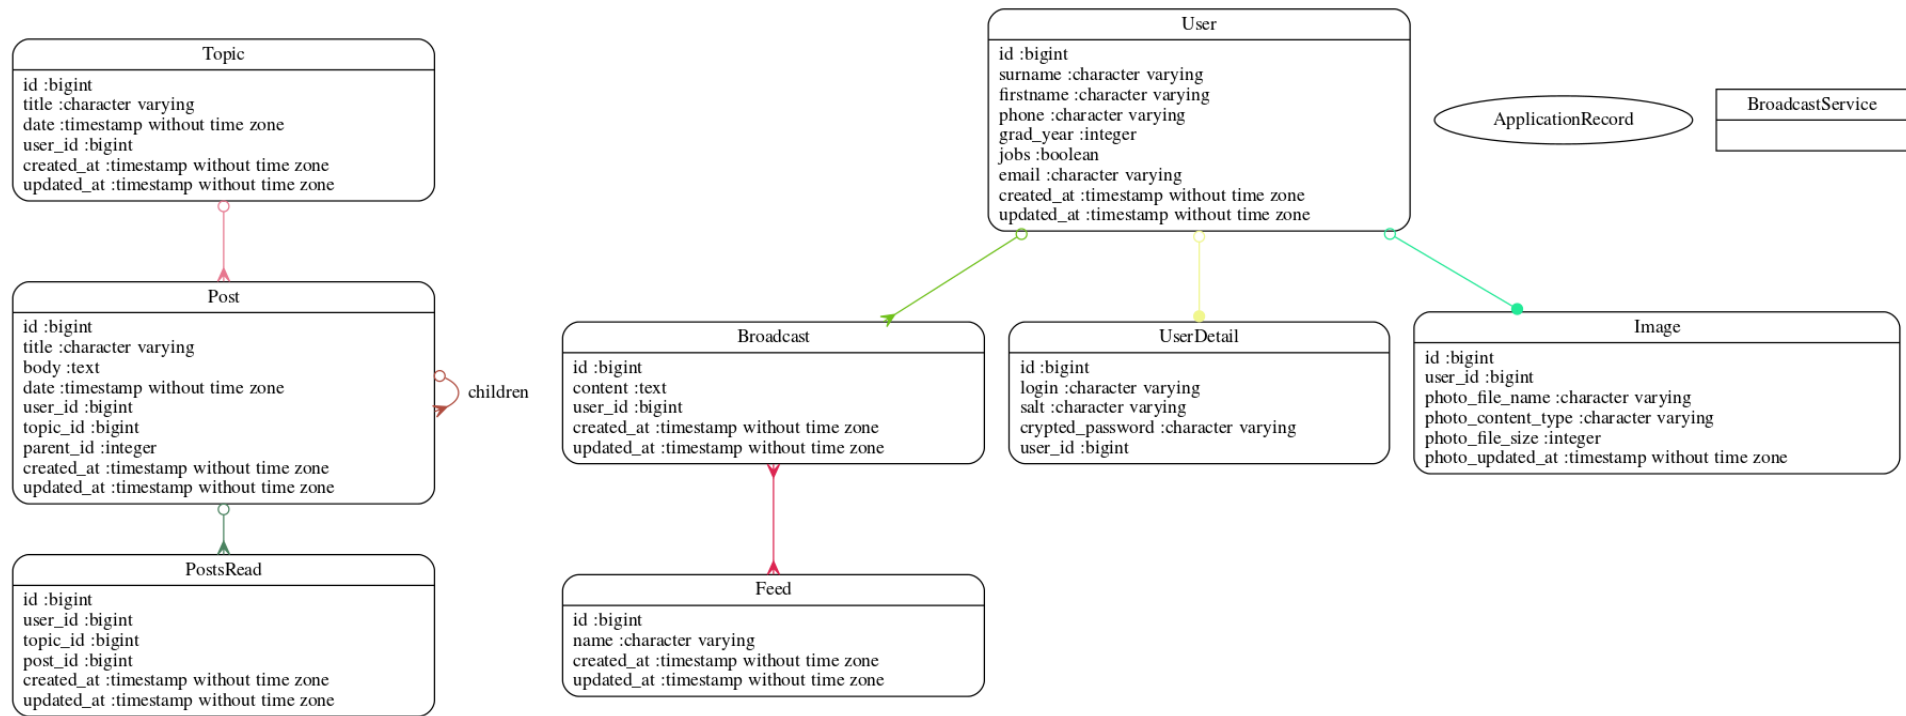 Topic
id :bigint
title :character varying
date :timestamp without time zone
user_id :bigint
created_at :timestamp without time zone
updated_at :timestamp without time zone
Post
id :bigint
title :character varying
body :text
date :timestamp without time zone
user_id :bigint
topic_id :bigint
parent_id :integer
created_at :timestamp without time zone
updated_at :timestamp without time zone
children
PostsRead
id :bigint
user_id :bigint
topic_id :bigint
post_id :bigint
created_at :timestamp without time zone
updated_at :timestamp without time zone
User
id :bigint
surname :character varying
firstname :character varying
phone :character varying
grad_year :integer
jobs :boolean
email :character varying
created_at :timestamp without time zone
updated_at :timestamp without time zone
ApplicationRecord
BroadcastService
Broadcast
id :bigint
content :text
user_id :bigint
created_at :timestamp without time zone
updated_at :timestamp without time zone
UserDetail
id :bigint
login :character varying
salt :character varying
crypted_password :character varying
user_id :bigint
Image
id :bigint
user_id :bigint
photo_file_name :character varying
photo_content_type :character varying
photo_file_size :integer
photo_updated_at :timestamp without time zone
Feed
id :bigint
name :character varying
created_at :timestamp without time zone
updated_at :timestamp without time zone